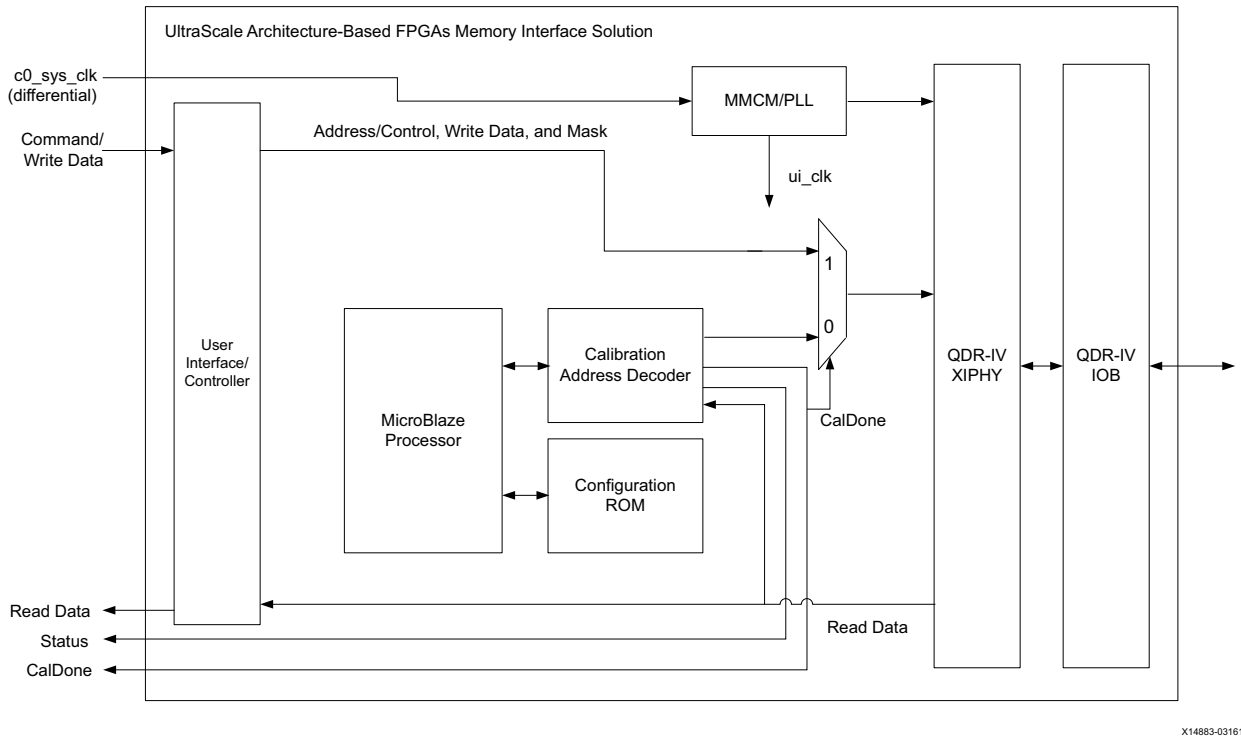 UltraScale Architecture-Based FPGAs Memory Interface Solution
c0_sys_clk
(differential)
MMCM/PLL
Command/
Write Data
Address/Control, Write Data, and Mask
ui_clk
1
0
User
Interface/
Controller
Calibration
Address Decoder
QDR-IV
XIPHY
QDR-IV
IOB
MicroBlaze
Processor
CalDone
Configuration
ROM
Read Data
Read Data
Status
CalDone
X14883-03161